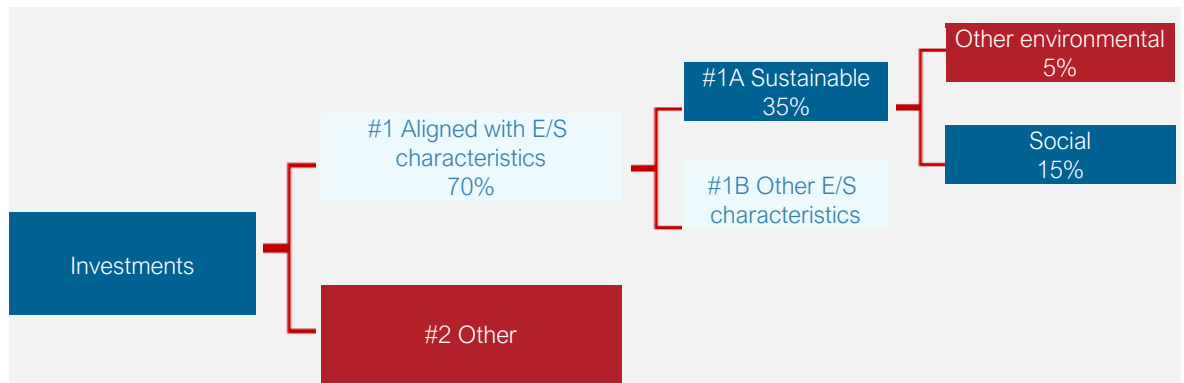 Investments
#1 Aligned with E/S
characteristics
70%
#2 Other
#1A Sustainable
35%
#1B Other E/S
characteristics
Other environmental
5%
Social
15%